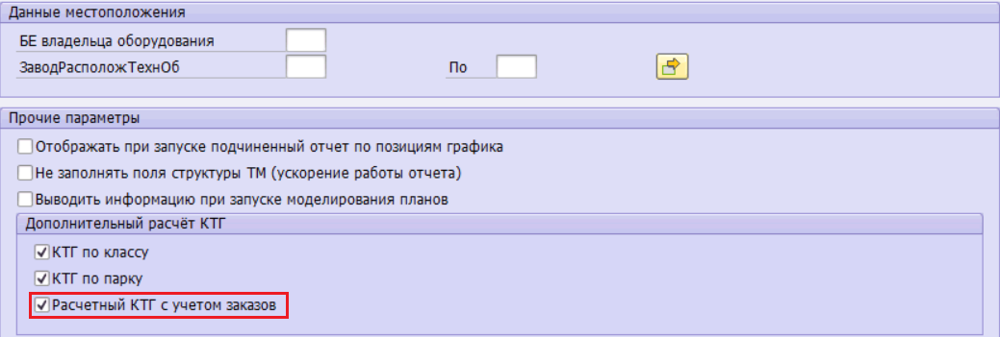 Данные местоположения
БЕ владельца оборудования
ЗаводРасположТехнОб По
Прочие параметры
Отображать при запуске подчиненный отчет по позициям графика
Не заполнять поля структуры ТМ (ускорение работы отчета)
Выводить информацию при запуске моделирования планов
Дополнительный расчёт КТГ
КТГ по классу
КТГ по парку
Расчетный КТГ с учетом заказов